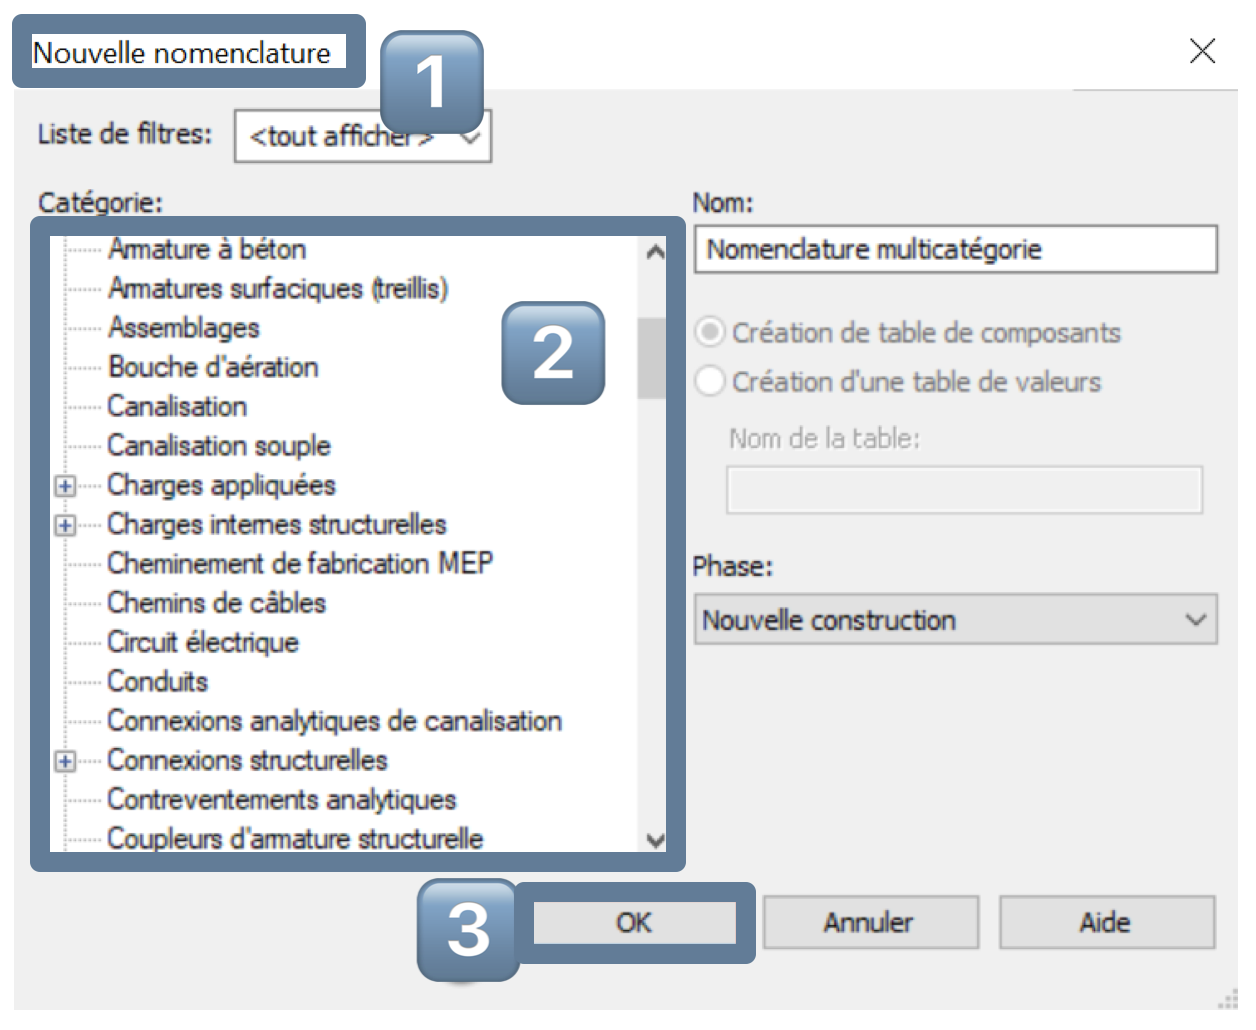 Nouvelle nomenclature
1
Liste de filtres: <tout afficher>
Catégorie:
Armature à béton
Armatures surfaciques (treillis)
Assemblages
Bouche d'aération
Canalisation
Canalisation souple
Charges appliquées
Charges internes structurelles
Cheminement de fabrication MEP
Chemins de câbles
Circuit électrique
Conduits
Connexions analytiques de canalisation
Connexions structurelles
Contreventements analytiques
Coupleurs d'armature structurelle
2
Nom:
Nomenclature multicatégorie
Création de table de composants
Création d'une table de valeurs
Nom de la table:
Phase:
Nouvelle construction
3
OK
Annuler
Aide